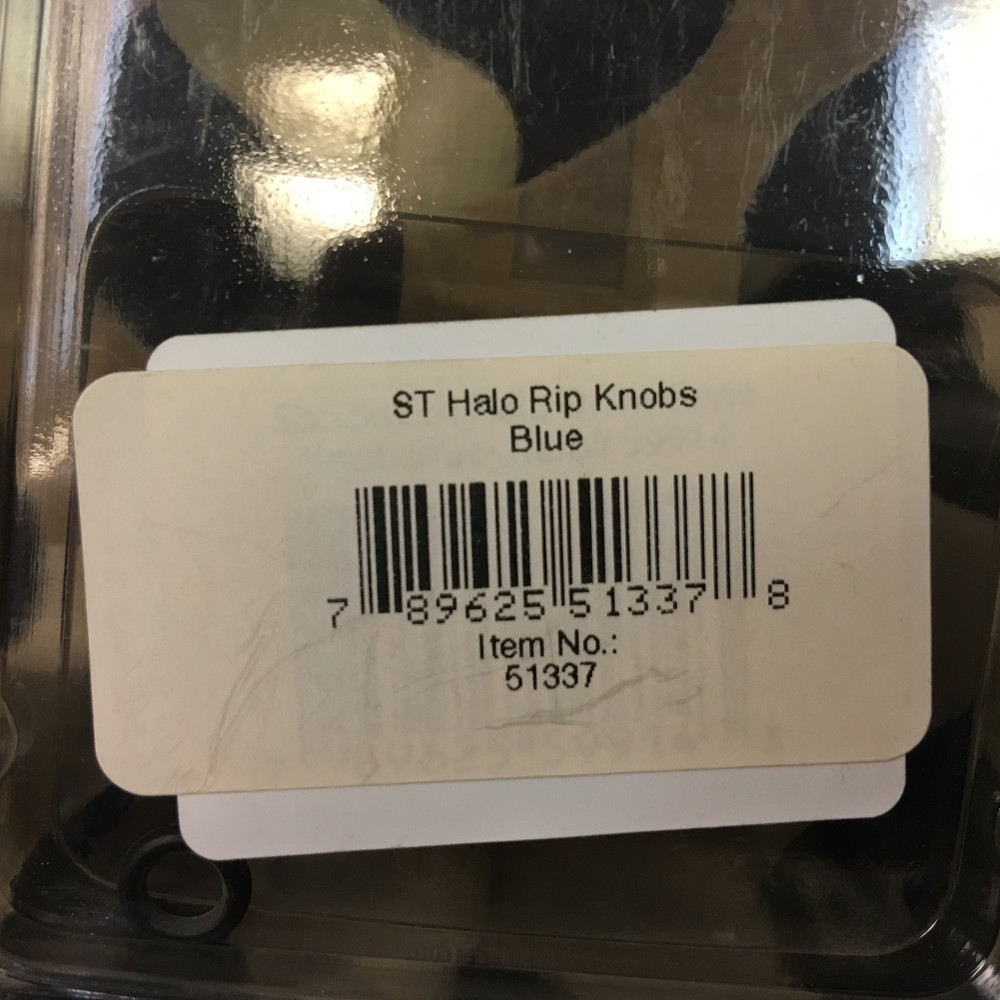 ST Halo Rip Knobs
Blue
7 89625 51337 8
Item No.:
51337